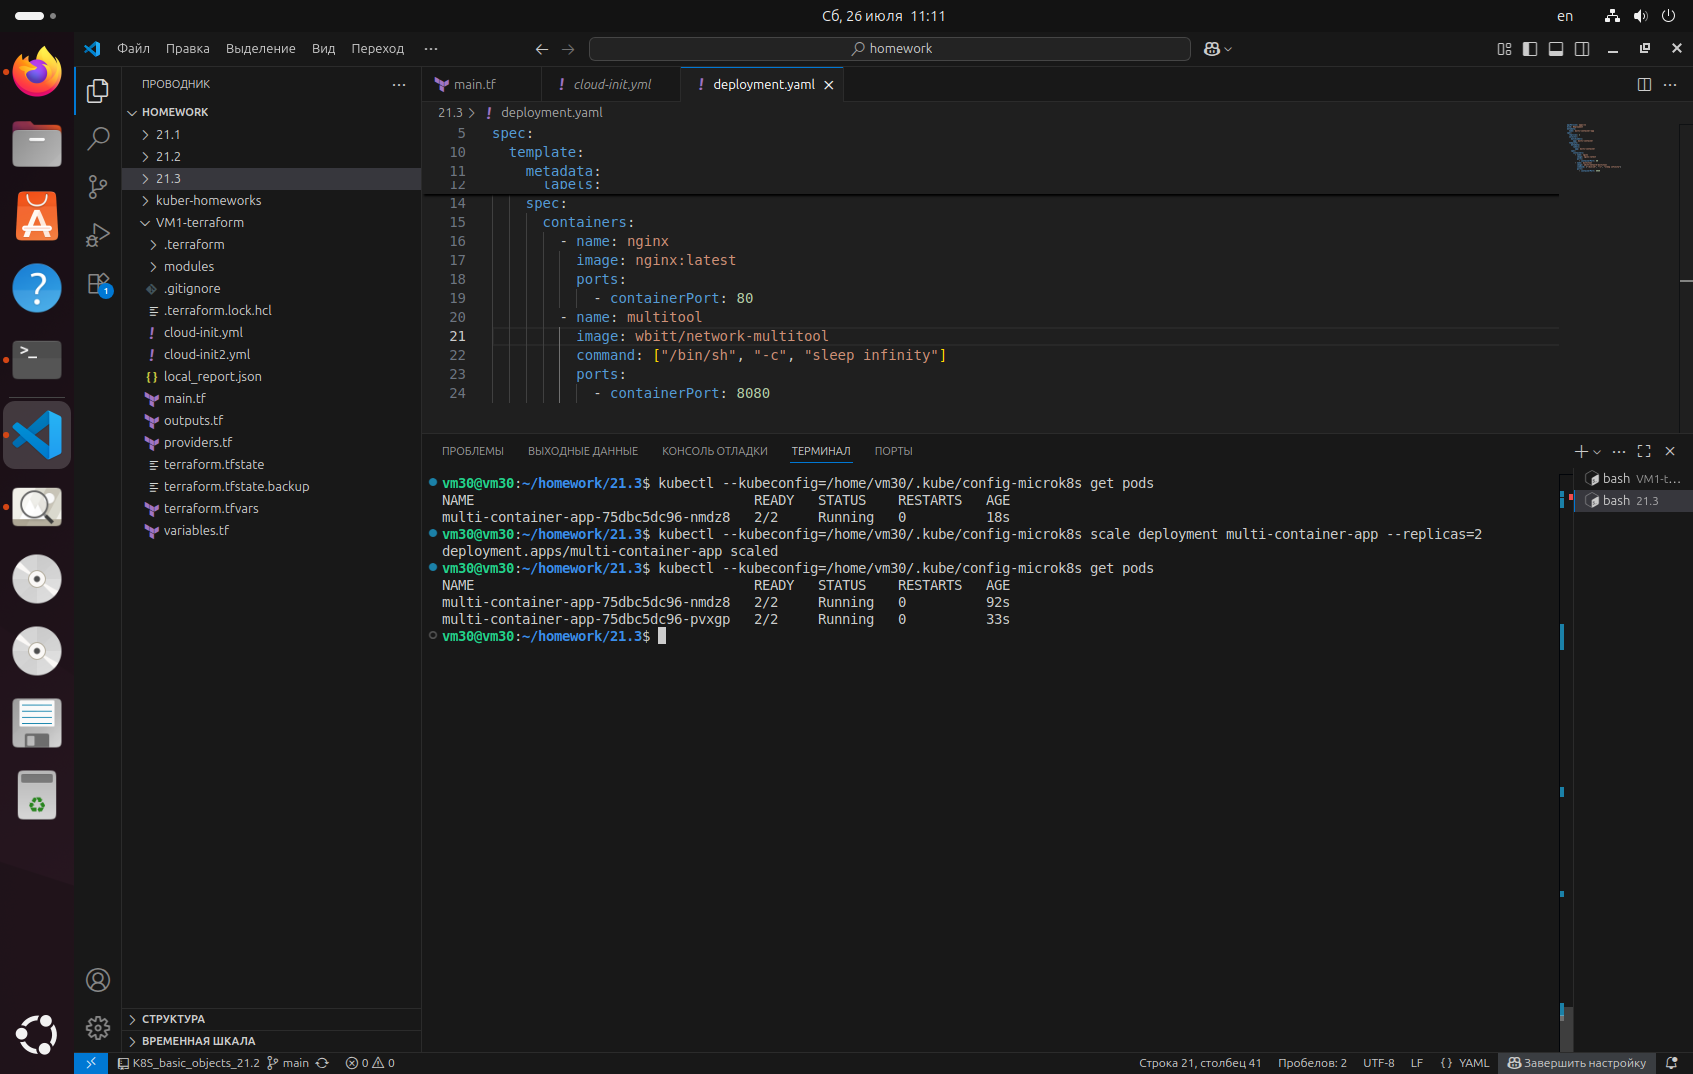 Сб, 26 июля 11:11
en
Файл Правка Выделение Вид Переход ···
homework
ПРОВОДНИК
HOMEWORK
21.1
21.2
21.3
kuber-homeworks
VM1-terraform
.terraform
modules
.gitignore
.terraform.lock.hcl
cloud-init.yml
cloud-init2.yml
local_report.json
main.tf
outputs.tf
providers.tf
terraform.tfstate
terraform.tfstate.backup
terraform.tfvars
variables.tf
СТРУКТУРА
ВРЕМЕННАЯ ШКАЛА
1
main.tf
cloud-init.yml
deployment.yaml
21.3 > deployment.yaml
5 spec:
10 template:
11 metadata:
12 labels:
14 spec:
15 containers:
16 - name: nginx
17 image: nginx:latest
18 ports:
19 - containerPort: 80
20 - name: multitool
21 image: wbitt/network-multitool
22 command: ["/bin/sh", "-c", "sleep infinity"]
23 ports:
24 - containerPort: 8080
ПРОБЛЕМЫ ВЫХОДНЫЕ ДАННЫЕ КОНСОЛЬ ОТЛАДКИ ТЕРМИНАЛ ПОРТЫ
vm30@vm30:~/homework/21.3$ kubectl --kubeconfig=/home/vm30/.kube/config-microk8s get pods
NAME READY STATUS RESTARTS AGE
multi-container-app-75dbc5dc96-nmdz8 2/2 Running 0 18s
vm30@vm30:~/homework/21.3$ kubectl --kubeconfig=/home/vm30/.kube/config-microk8s scale deployment multi-container-app --replicas=2
deployment.apps/multi-container-app scaled
vm30@vm30:~/homework/21.3$ kubectl --kubeconfig=/home/vm30/.kube/config-microk8s get pods
NAME READY STATUS RESTARTS AGE
multi-container-app-75dbc5dc96-nmdz8 2/2 Running 0 92s
multi-container-app-75dbc5dc96-pvxgp 2/2 Running 0 33s
vm30@vm30:~/homework/21.3$
bash VM1-t...
bash 21.3
K8S_basic_objects_21.2 main 0 0
Строка 21, столбец 41 Пробелов: 2 UTF-8 LF {} YAML Завершить настройку